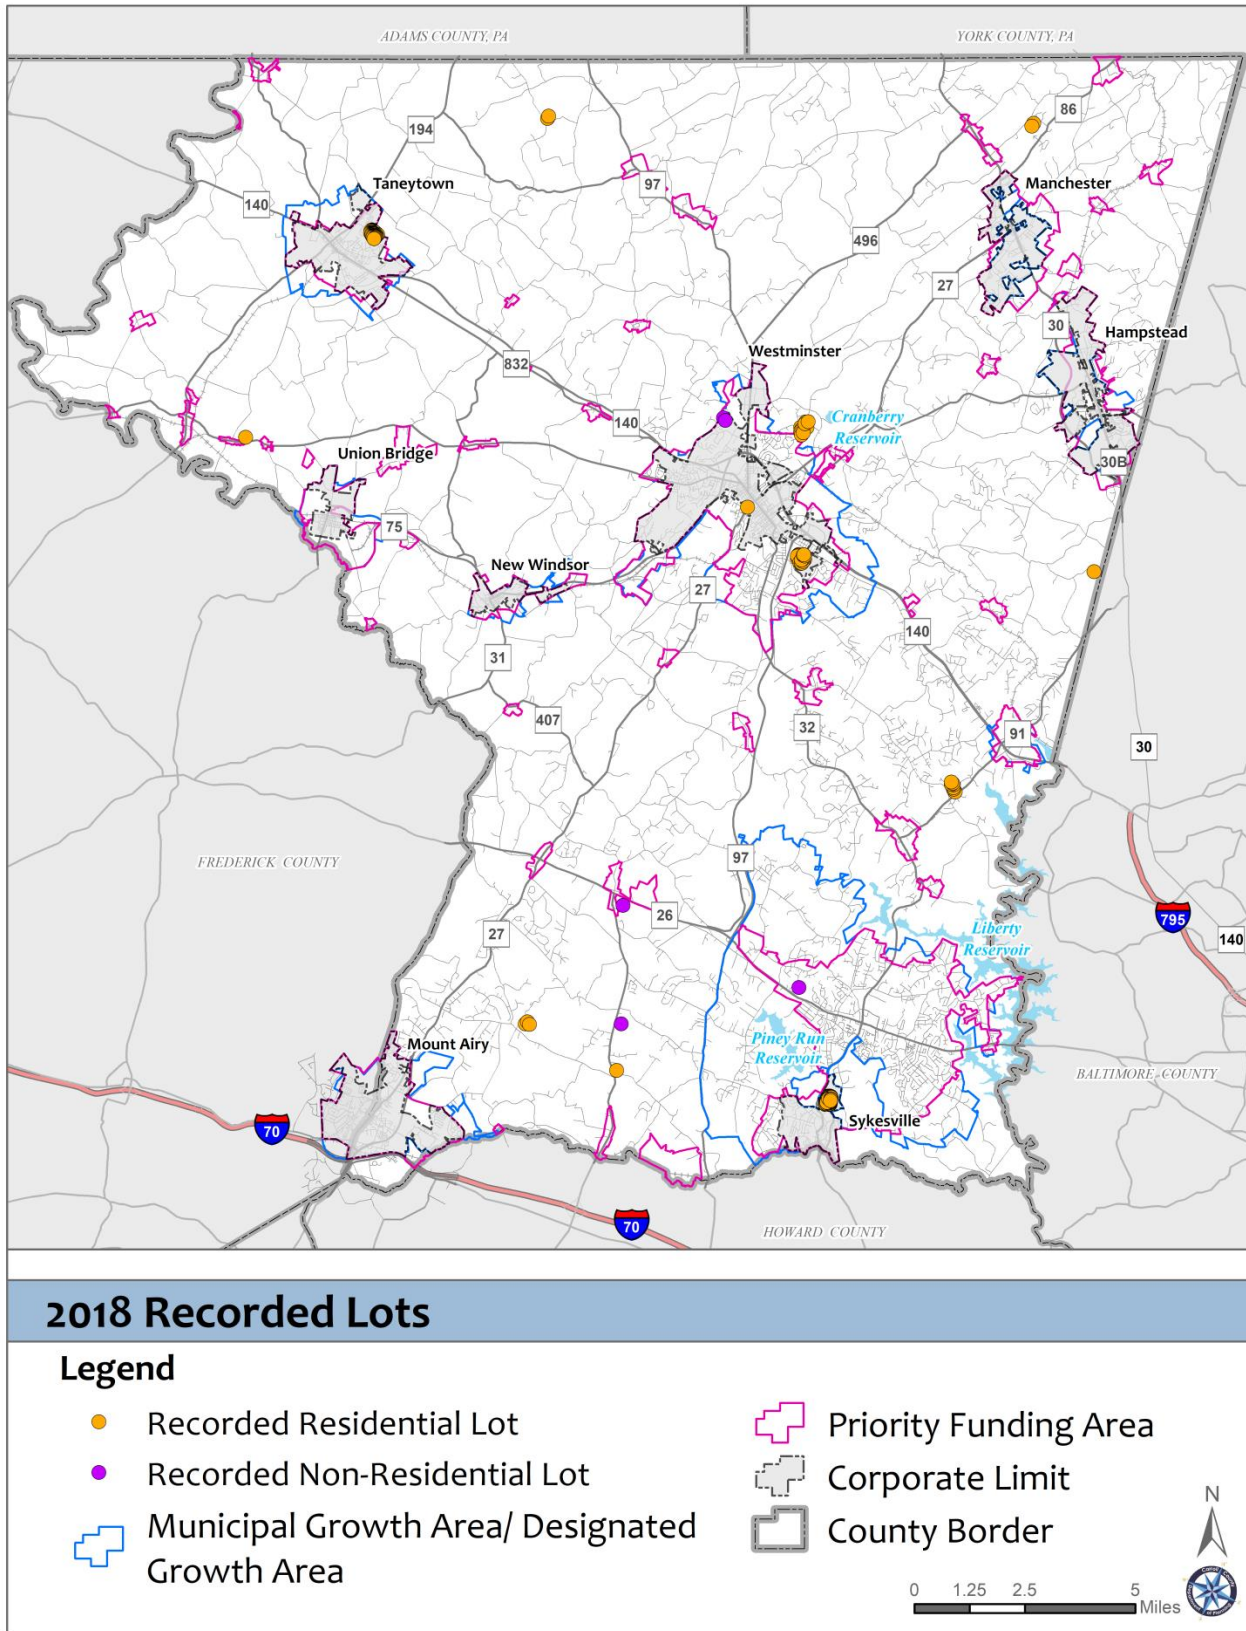 ADAMS COUNTY, PA
YORK COUNTY, PA
86
194
Taneytown
97
Manchester
140
496
27
30
Hampstead
832
Westminster
Cranberry
Reservoir
140
Union Bridge
30B
75
New Windsor
27
140
31
407
32
91
30
97
FREDERICK COUNTY
26
27
Liberty
Reservoir
795
140
Piney Run
Reservoir
Mount Airy
BALTIMORE COUNTY
70
Sykesville
70
HOWARD COUNTY
2018 Recorded Lots
Legend
Recorded Residential Lot
Recorded Non-Residential Lot
Municipal Growth Area/ Designated
Growth Area
Priority Funding Area
Corporate Limit
County Border
N
0 1.25 2.5 5
Miles